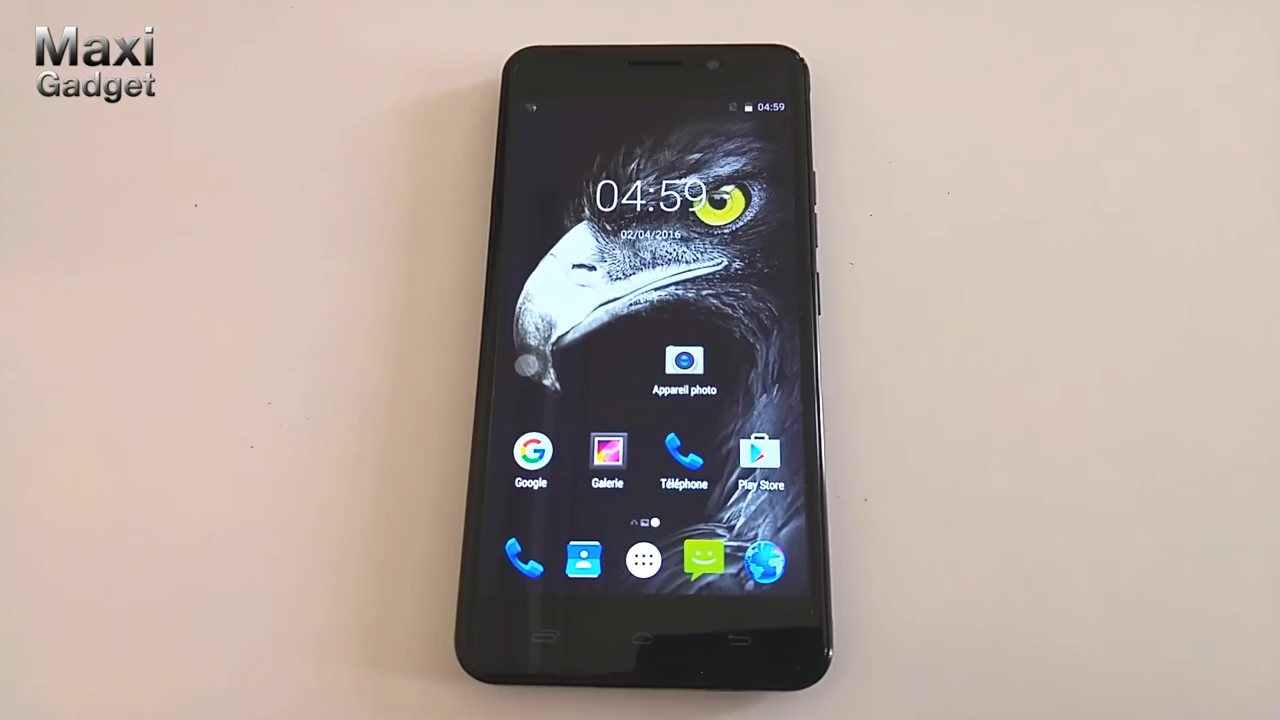 Maxi
Gadget
04:59
04:59
02/04/2016
Appareil photo
Google
Galerie
Téléphone
Play Store